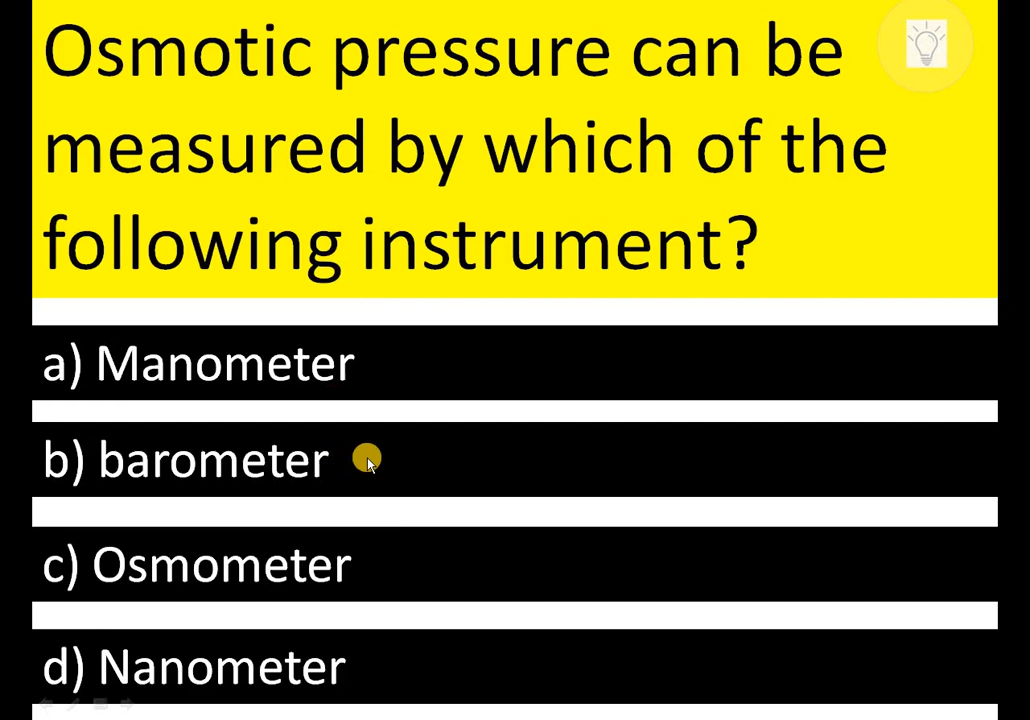 Osmotic pressure can be
measured by which of the
following instrument?
a) Manometer
b) barometer
c) Osmometer
d) Nanometer